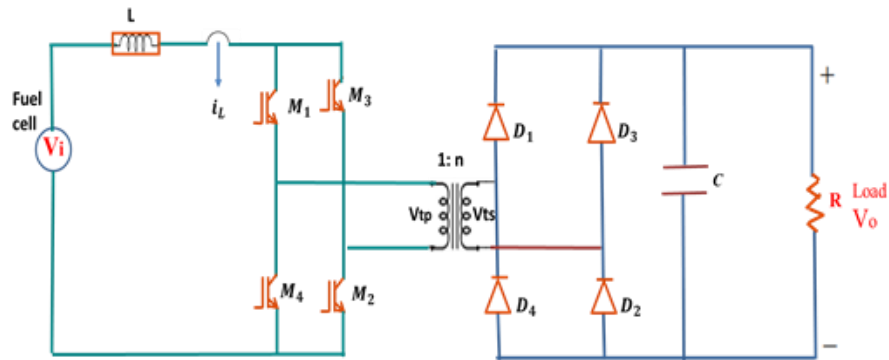 L
Fuel
cell
Vi
iL
M1
M3
M4
M2
1: n
Vtp
Vts
D1
D3
D4
D2
C
+
R
Load
Vo
−